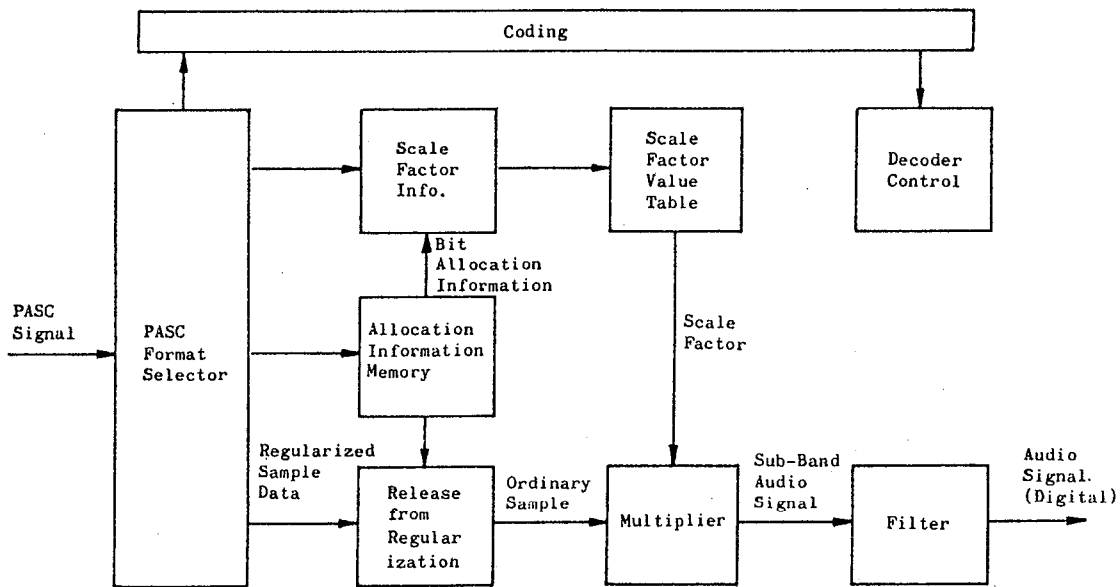 Coding
Scale
Factor
Info.
Scale
Factor
Value
Table
Decoder
Control
Bit
Allocation
Information
PASC
Signal
PASC
Format
Selector
Allocation
Information
Memory
Scale
Factor
Regularized
Sample
Data
Release
from
Regular
ization
Ordinary
Sample
Multiplier
Sub-Band
Audio
Signal
Filter
Audio
Signal.
(Digital)